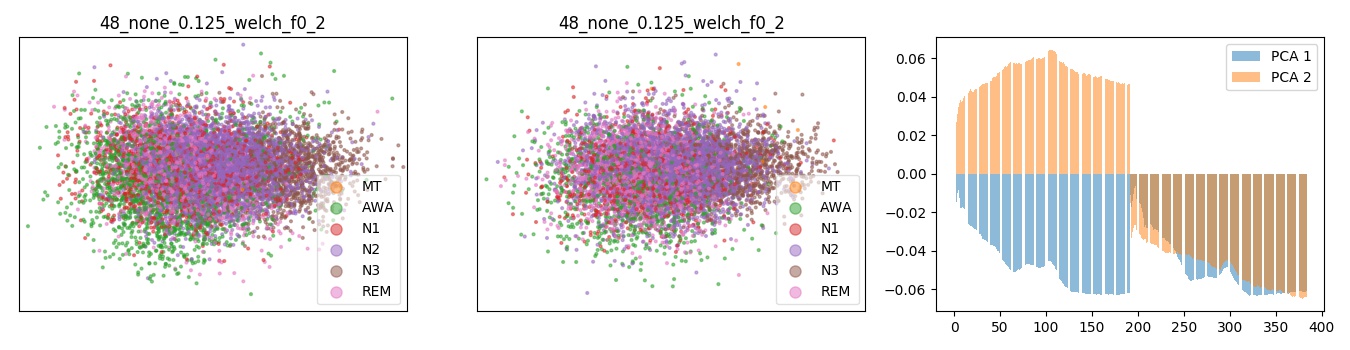 48_none_0.125_welch_f0_2
MT
AWA
N1
N2
N3
REM
48_none_0.125_welch_f0_2
MT
AWA
N1
N2
N3
REM
PCA 1
PCA 2
0.06
0.04
0.02
0.00
−0.02
−0.04
−0.06
0 50 100 150 200 250 300 350 400